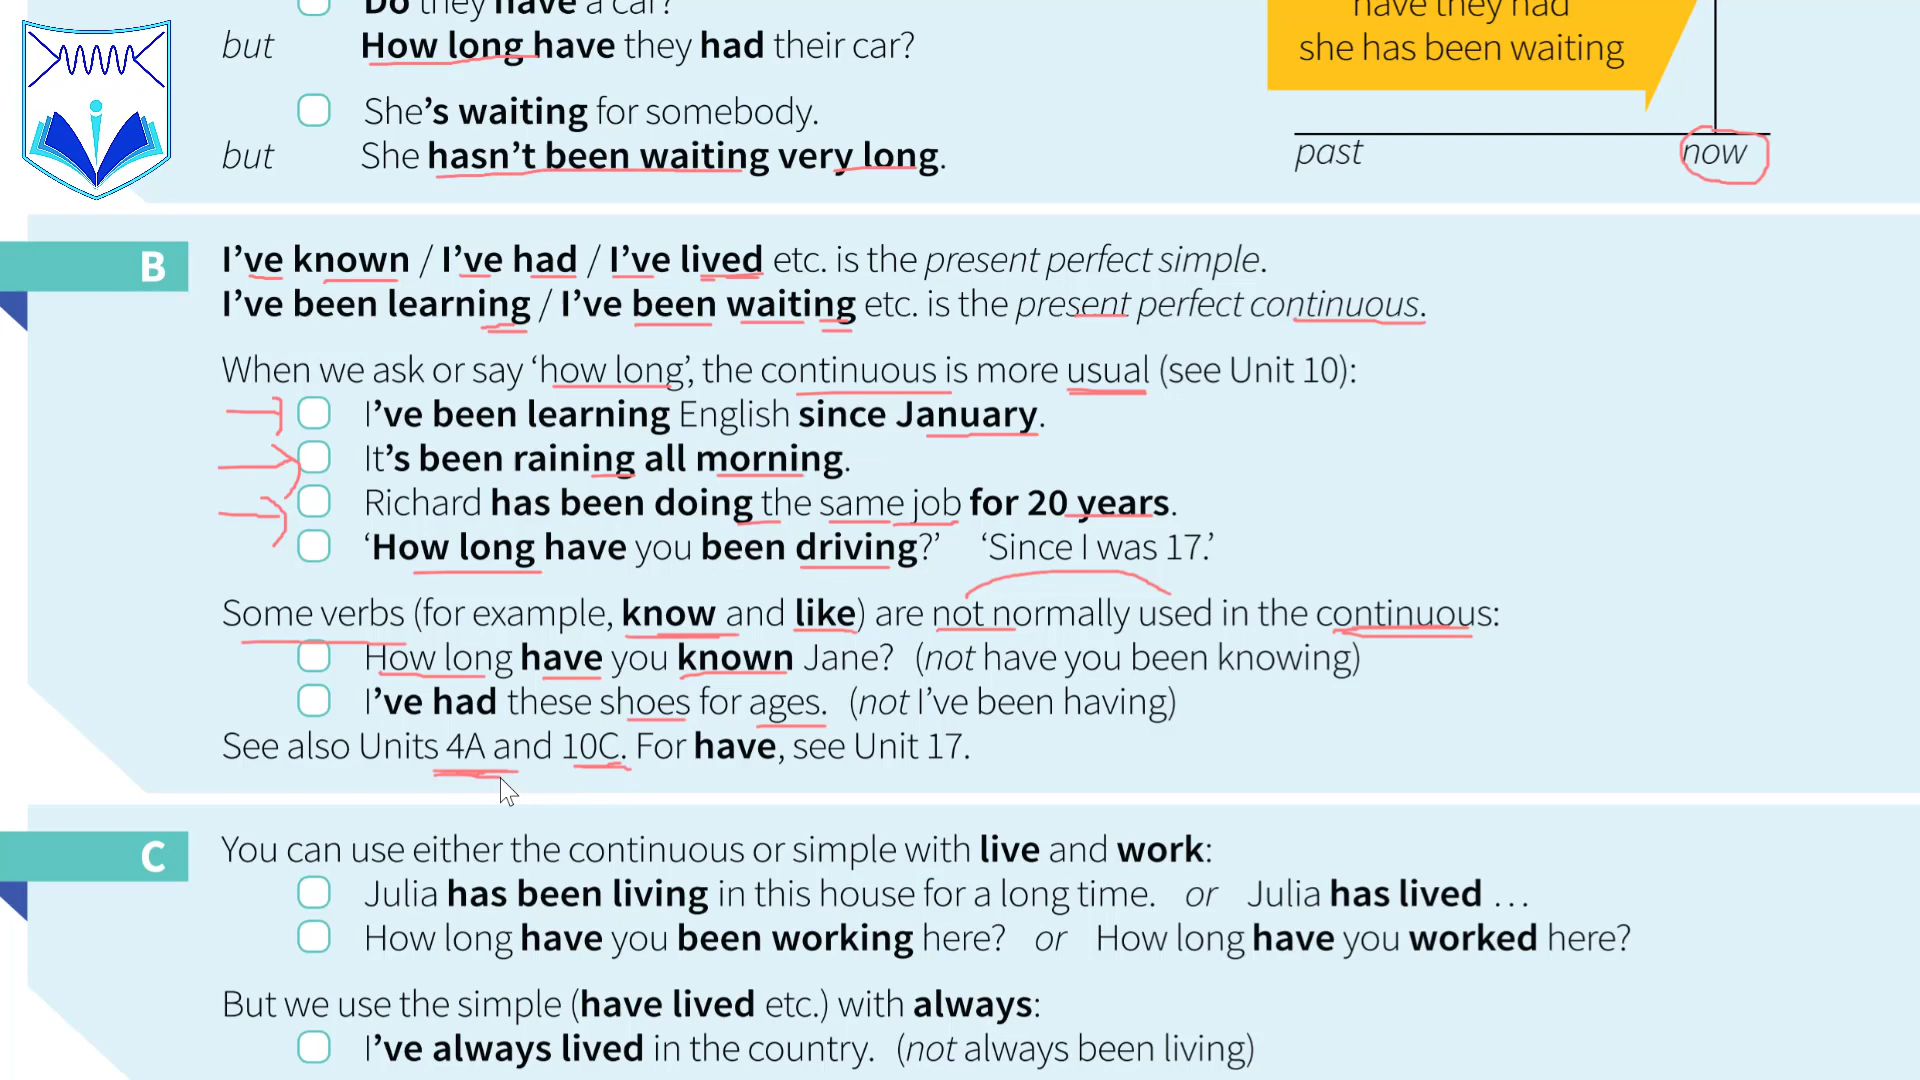 Do they have a car?
but How long have they had their car?
She’s waiting for somebody.
but She hasn’t been waiting very long.
have they had
she has been waiting
past now
B
I’ve known / I’ve had / I’ve lived etc. is the present perfect simple.
I’ve been learning / I’ve been waiting etc. is the present perfect continuous.
When we ask or say ‘how long’, the continuous is more usual (see Unit 10):
I’ve been learning English since January.
It’s been raining all morning.
Richard has been doing the same job for 20 years.
‘How long have you been driving?’ ‘Since I was 17.’
Some verbs (for example, know and like) are not normally used in the continuous:
How long have you known Jane? (not have you been knowing)
I’ve had these shoes for ages. (not I’ve been having)
See also Units 4A and 10C. For have, see Unit 17.
C
You can use either the continuous or simple with live and work:
Julia has been living in this house for a long time. or Julia has lived …
How long have you been working here? or How long have you worked here?
But we use the simple (have lived etc.) with always:
I’ve always lived in the country. (not always been living)